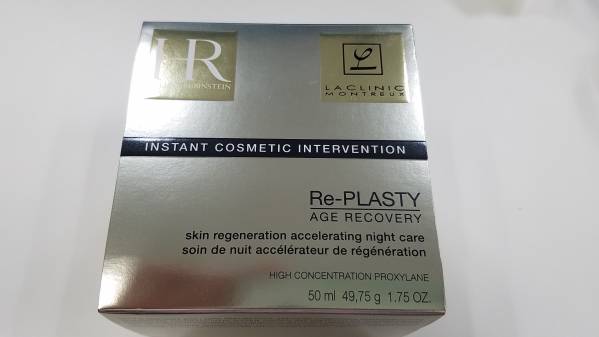 HR
RUBINSTEIN
LACLINIC
MONTREUX
INSTANT COSMETIC INTERVENTION
Re-PLASTY
AGE RECOVERY
skin regeneration accelerating night care
soin de nuit accélérateur de régénération
HIGH CONCENTRATION PROXYLANE
50 ml 49,75 g 1.75 OZ.